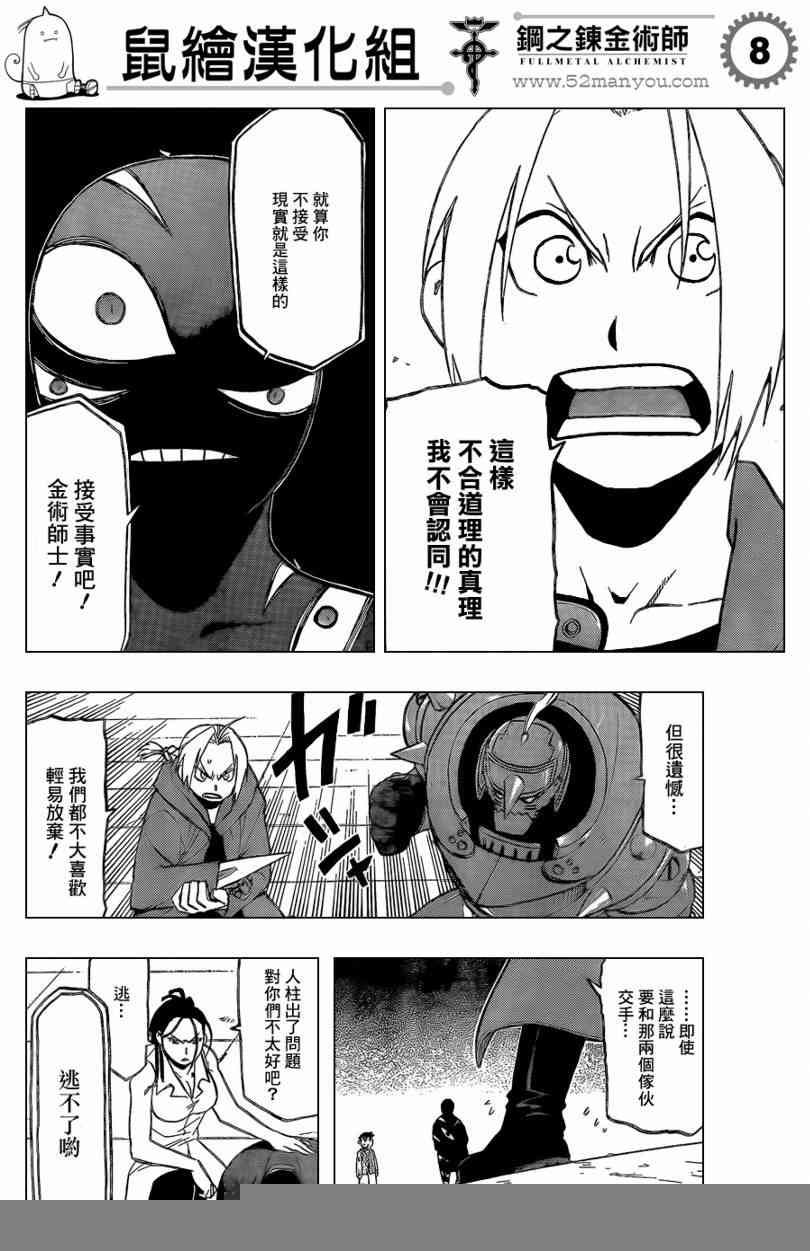 鼠繪漢化組
鋼之鍊金術師
FULLMETAL ALCHEMIST
www.52manyou.com
8
這樣
不合道理的真理
我不會認同!!!
就算你
不接受
現實就是這樣的
接受事實吧！
金術師士！
但很遺憾…
ガッ
我們都不大喜歡
輕易放棄！
……即使
這麼說
要和那兩個傢伙
交手…
人柱出了問題
對你們不太好吧？
逃…
逃不了喲